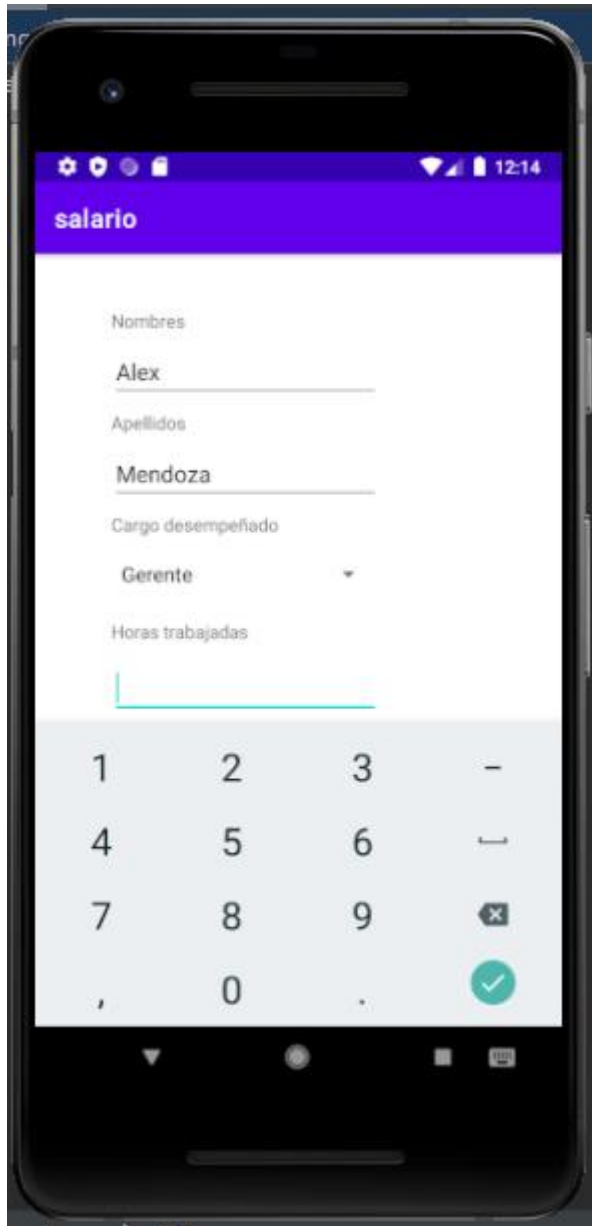 12:14
salario
Nombres
Alex
Apellidos
Mendoza
Cargo desempeñado
Gerente
Horas trabajadas
1 2 3 -
4 5 6
7 8 9
, 0 .